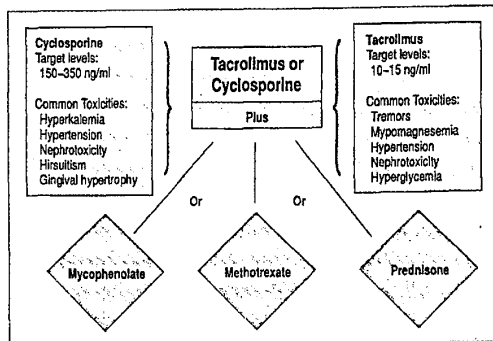 Cyclosporine
Target levels:
150–350 ng/ml
Common Toxicities:
Hyperkalemia
Hypertension
Nephrotoxicity
Hirsuitism
Gingival hypertrophy
Tacrolimus or
Cyclosporine
Plus
Tacrolimus
Target levels:
10–15 ng/ml
Common Toxicities:
Tremors
Mypomagnesemia
Hypertension
Nephrotoxicity
Hyperglycemia
Or
Or
Mycophenolate
Methotrexate
Prednisone